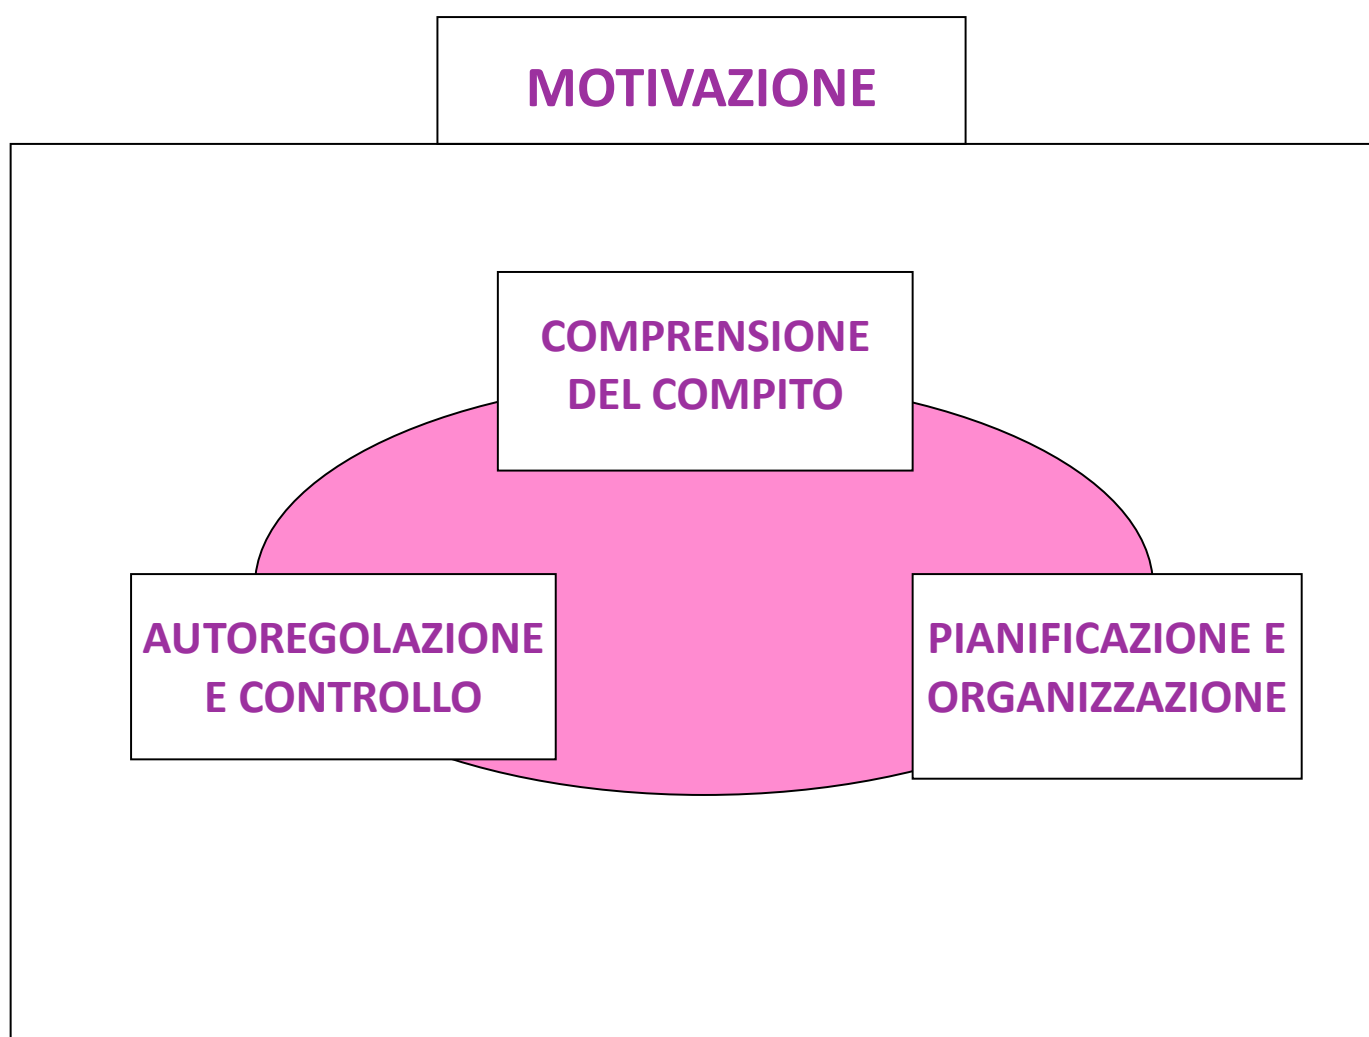 MOTIVAZIONE
COMPRENSIONE
DEL COMPITO
AUTOREGOLAZIONE
E CONTROLLO
PIANIFICAZIONE E
ORGANIZZAZIONE